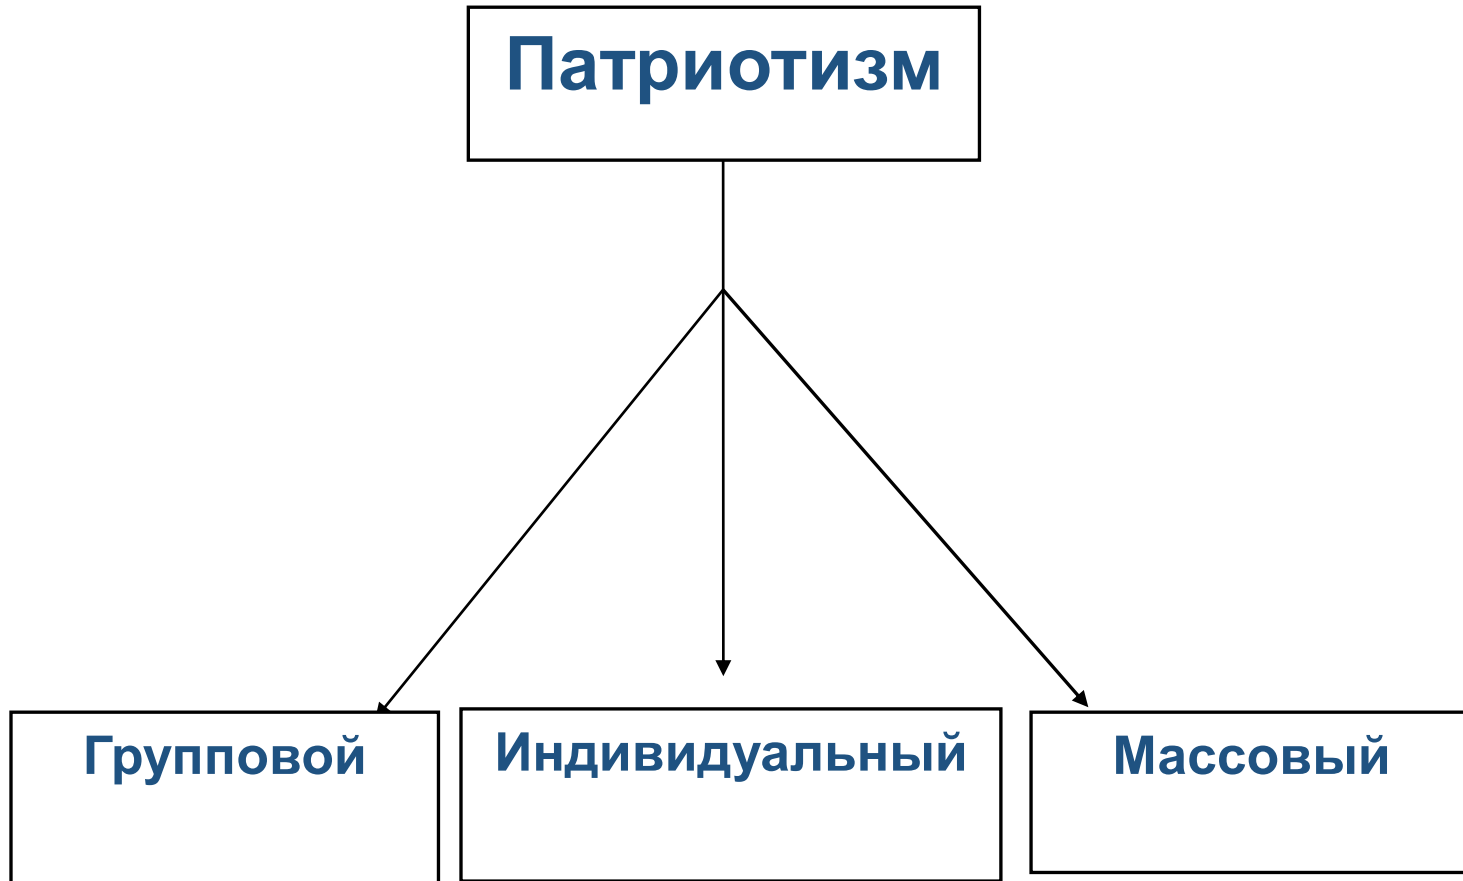 Патриотизм
Групповой
Индивидуальный
Массовый